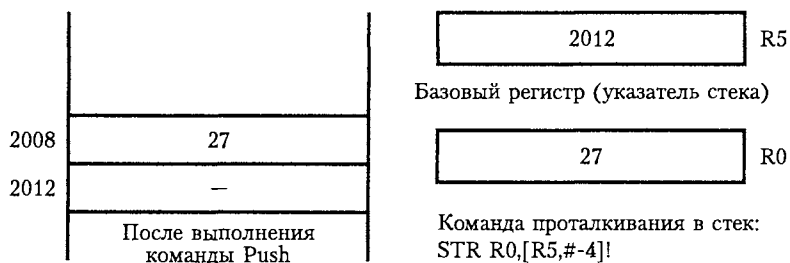 2012 R5
Базовый регистр (указатель стека)
2008 27
27 R0
2012 —
После выполнения
команды Push
Команда проталкивания в стек:
STR R0,[R5,#-4]!